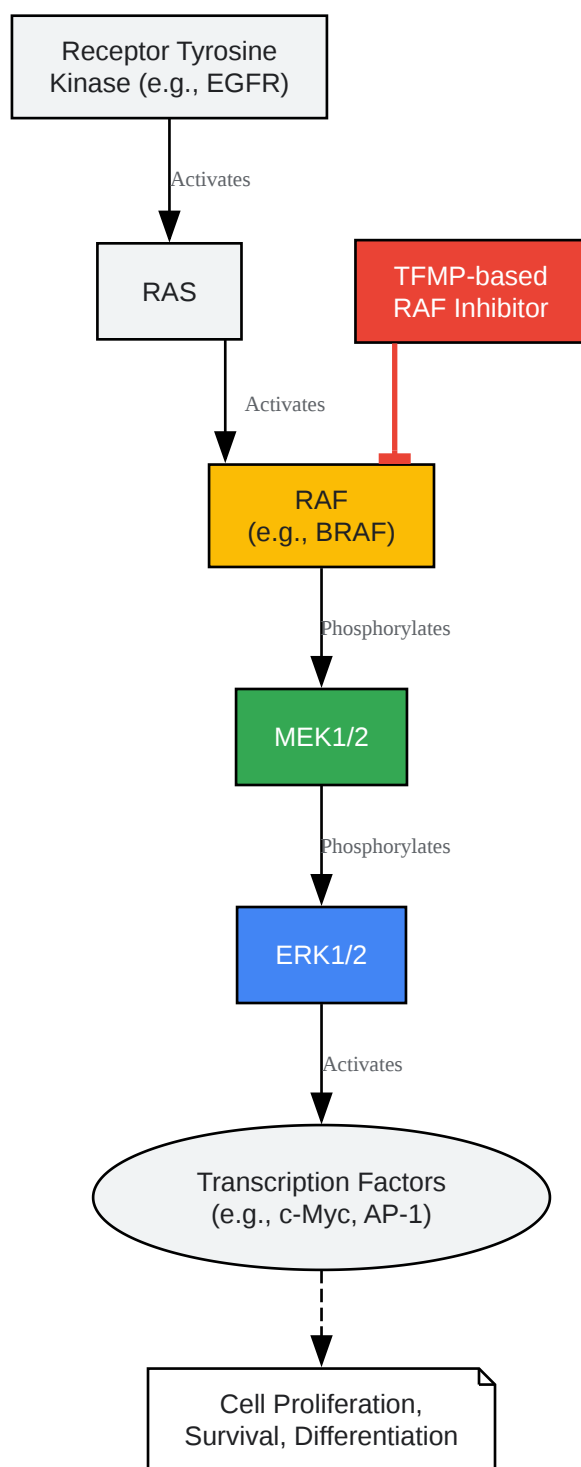 Receptor Tyrosine
Kinase (e.g., EGFR)
Activates
RAS
TFMP-based
RAF Inhibitor
Activates
RAF
(e.g., BRAF)
Phosphorylates
MEK1/2
Phosphorylates
ERK1/2
Activates
Transcription Factors
(e.g., c-Myc, AP-1)
Cell Proliferation,
Survival, Differentiation